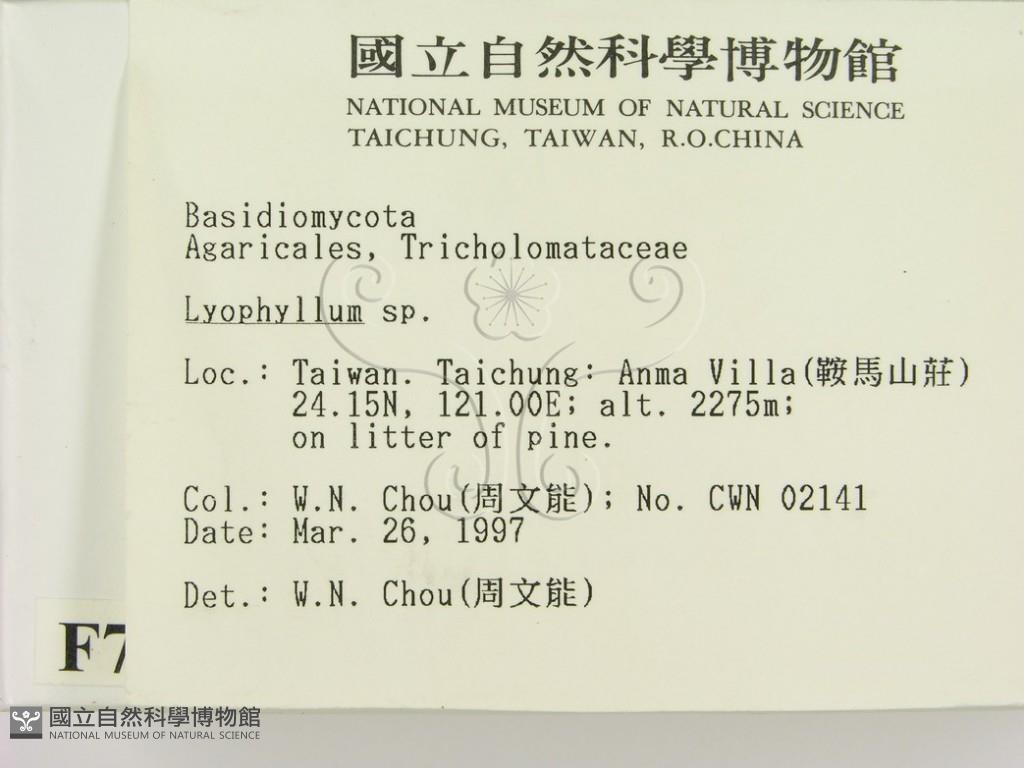 國立自然科學博物館
NATIONAL MUSEUM OF NATURAL SCIENCE
TAICHUNG, TAIWAN, R.O.CHINA
Basidiomycota
Agaricales, Tricholomataceae
Lyophyllum sp.
Loc.: Taiwan. Taichung: Anma Villa(鞍馬山莊)
24.15N, 121.00E; alt. 2275m;
on litter of pine.
Col.: W.N. Chou(周文能); No. CWN 02141
Date: Mar. 26, 1997
Det.: W.N. Chou(周文能)
F7
國立自然科學博物館
NATIONAL MUSEUM OF NATURAL SCIENCE